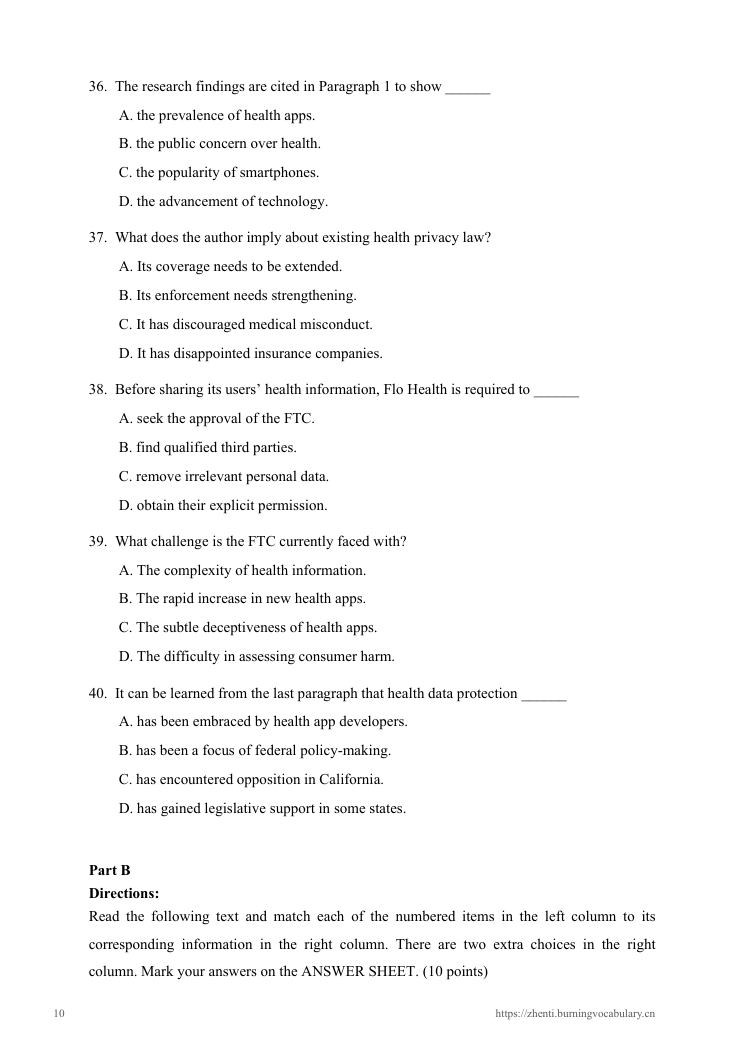 36. The research findings are cited in Paragraph 1 to show ______
A. the prevalence of health apps.
B. the public concern over health.
C. the popularity of smartphones.
D. the advancement of technology.
37. What does the author imply about existing health privacy law?
A. Its coverage needs to be extended.
B. Its enforcement needs strengthening.
C. It has discouraged medical misconduct.
D. It has disappointed insurance companies.
38. Before sharing its users’ health information, Flo Health is required to ______
A. seek the approval of the FTC.
B. find qualified third parties.
C. remove irrelevant personal data.
D. obtain their explicit permission.
39. What challenge is the FTC currently faced with?
A. The complexity of health information.
B. The rapid increase in new health apps.
C. The subtle deceptiveness of health apps.
D. The difficulty in assessing consumer harm.
40. It can be learned from the last paragraph that health data protection ______
A. has been embraced by health app developers.
B. has been a focus of federal policy-making.
C. has encountered opposition in California.
D. has gained legislative support in some states.
Part B
Directions:
Read the following text and match each of the numbered items in the left column to its
corresponding information in the right column. There are two extra choices in the right
column. Mark your answers on the ANSWER SHEET. (10 points)
10
https://zhenti.burningvocabulary.cn